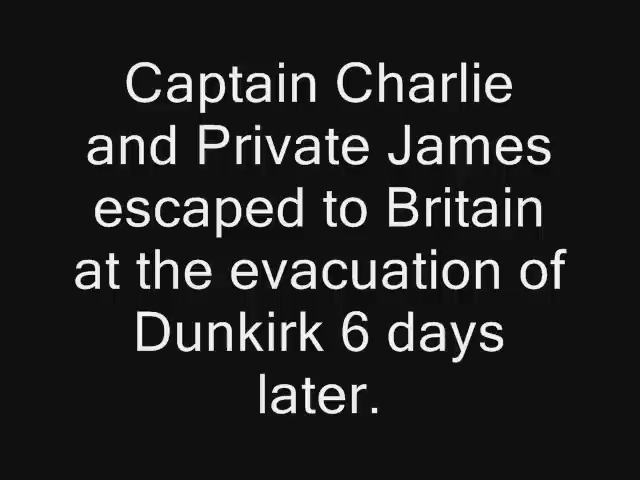 Captain Charlie
and Private James
escaped to Britain
at the evacuation of
Dunkirk 6 days
later.